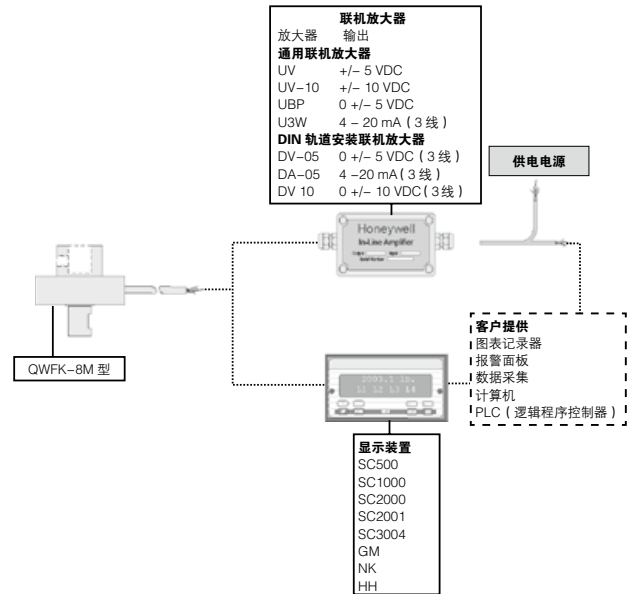 联机放大器
放大器 输出
通用联机放大器
UV +/– 5 VDC
UV–10 +/– 10 VDC
UBP 0 +/– 5 VDC
U3W 4 – 20 mA ( 3 线 )
DIN 轨道安装联机放大器
DV–05 0 +/– 5 VDC ( 3 线 )
DA–05 4 –20 mA ( 3 线 )
DV 10 0 +/– 10 VDC ( 3 线 )
供电电源
Honeywell
In-Line Amplifier
QWFK–8M 型
客户提供
图表记录器
报警面板
数据采集
计算机
PLC ( 逻辑程序控制器 )
显示装置
SC500
SC1000
SC2000
SC2001
SC3004
GM
NK
HH